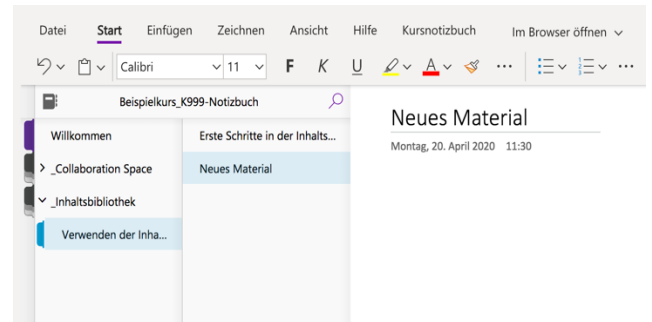 Datei Start Einfügen Zeichnen Ansicht Hilfe Kursnotizbuch Im Browser öffnen
Calibri 11 F K U A
Beispielkurs_K999-Notizbuch
Willkommen
_Collaboration Space
_Inhaltsbibliothek
Verwenden der Inha...
Erste Schritte in der Inhalts...
Neues Material
Neues Material
Montag, 20. April 2020 11:30